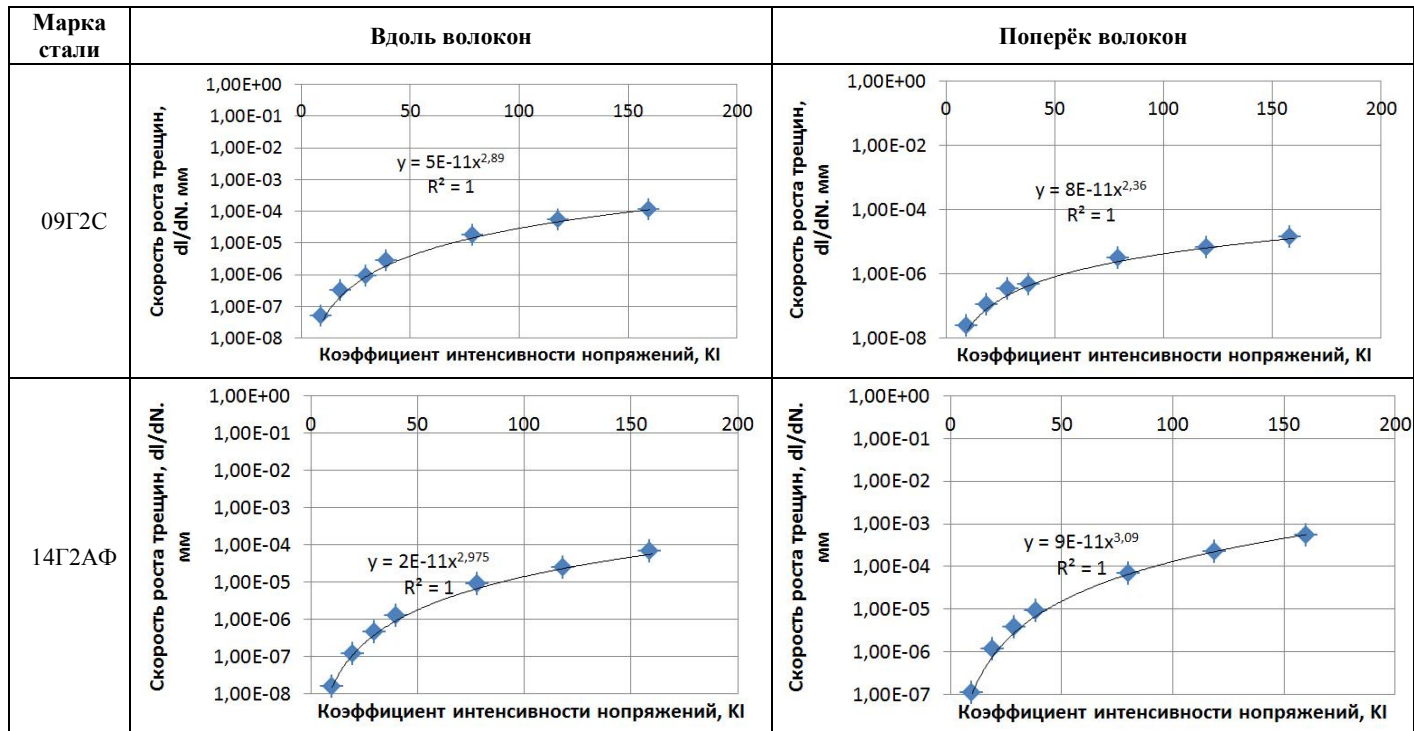 Марка
стали
Вдоль волокон
Поперёк волокон
09Г2С
Скорость роста трещин,
dl/dN. мм
1,00E+00
1,00E-01
1,00E-02
1,00E-03
1,00E-04
1,00E-05
1,00E-06
1,00E-07
1,00E-08
0 50 100 150 200
y = 5E-11x^2,89
R² = 1
Коэффициент интенсивности нопряжений, KI
Скорость роста трещин,
dl/dN. мм
1,00E+00
1,00E-02
1,00E-04
1,00E-06
1,00E-08
0 50 100 150 200
y = 8E-11x^2,36
R² = 1
Коэффициент интенсивности нопряжений, KI
14Г2АФ
Скорость роста трещин, dl/dN.
мм
1,00E+00
1,00E-01
1,00E-02
1,00E-03
1,00E-04
1,00E-05
1,00E-06
1,00E-07
1,00E-08
0 50 100 150 200
y = 2E-11x^2,975
R² = 1
Коэффициент интенсивности нопряжений, KI
Скорость роста трещин, dl/dN.
мм
1,00E+00
1,00E-01
1,00E-02
1,00E-03
1,00E-04
1,00E-05
1,00E-06
1,00E-07
0 50 100 150 200
y = 9E-11x^3,09
R² = 1
Коэффициент интенсивности нопряжений, KI